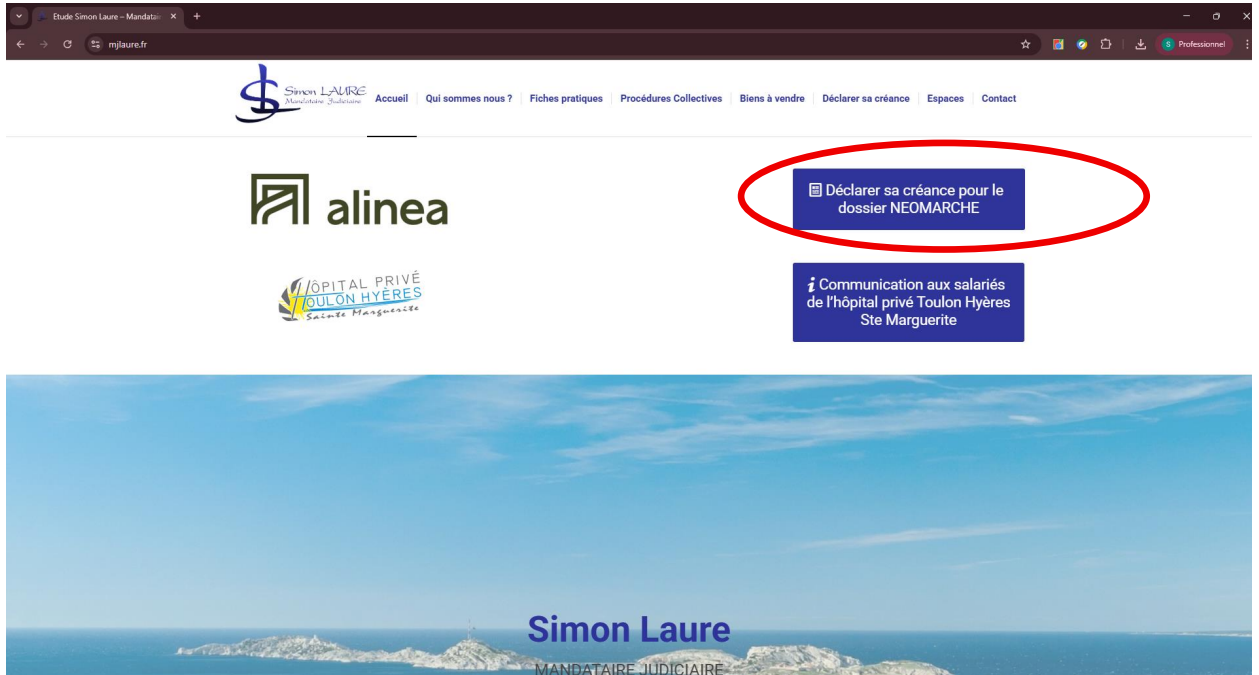 Etude Simon Laure – Mandatai
mjlaure.fr
Professionnel
Simon LAURE
Mandataire Judiciaire
Accueil
Qui sommes nous ?
Fiches pratiques
Procédures Collectives
Biens à vendre
Déclarer sa créance
Espaces
Contact
alinea
Déclarer sa créance pour le
dossier NEOMARCHE
HÔPITAL PRIVÉ
TOULON HYÈRES
Sainte Marguerite
Communication aux salariés
de l'hôpital privé Toulon Hyères
Ste Marguerite
Simon Laure
MANDATAIRE JUDICIAIRE